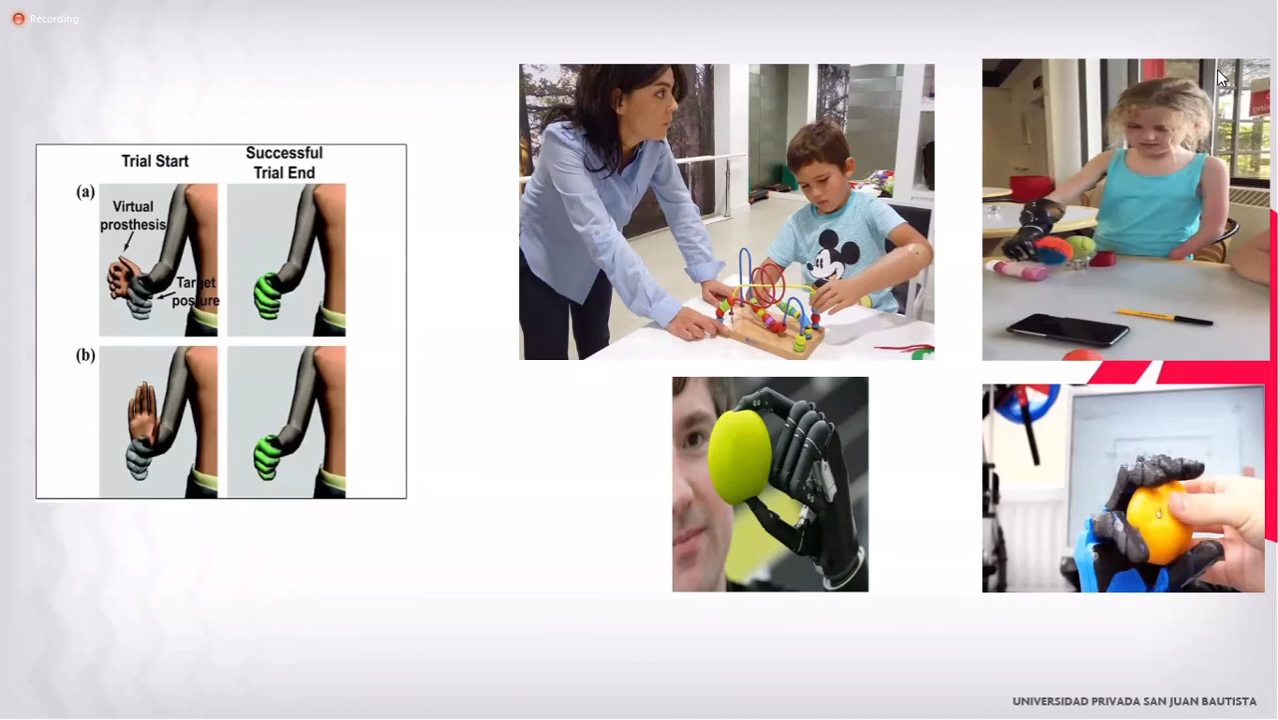 Recording
Trial Start
Successful
Trial End
(a)
Virtual
prosthesis
Target
posture
(b)
UNIVERSIDAD PRIVADA SAN JUAN BAUTISTA